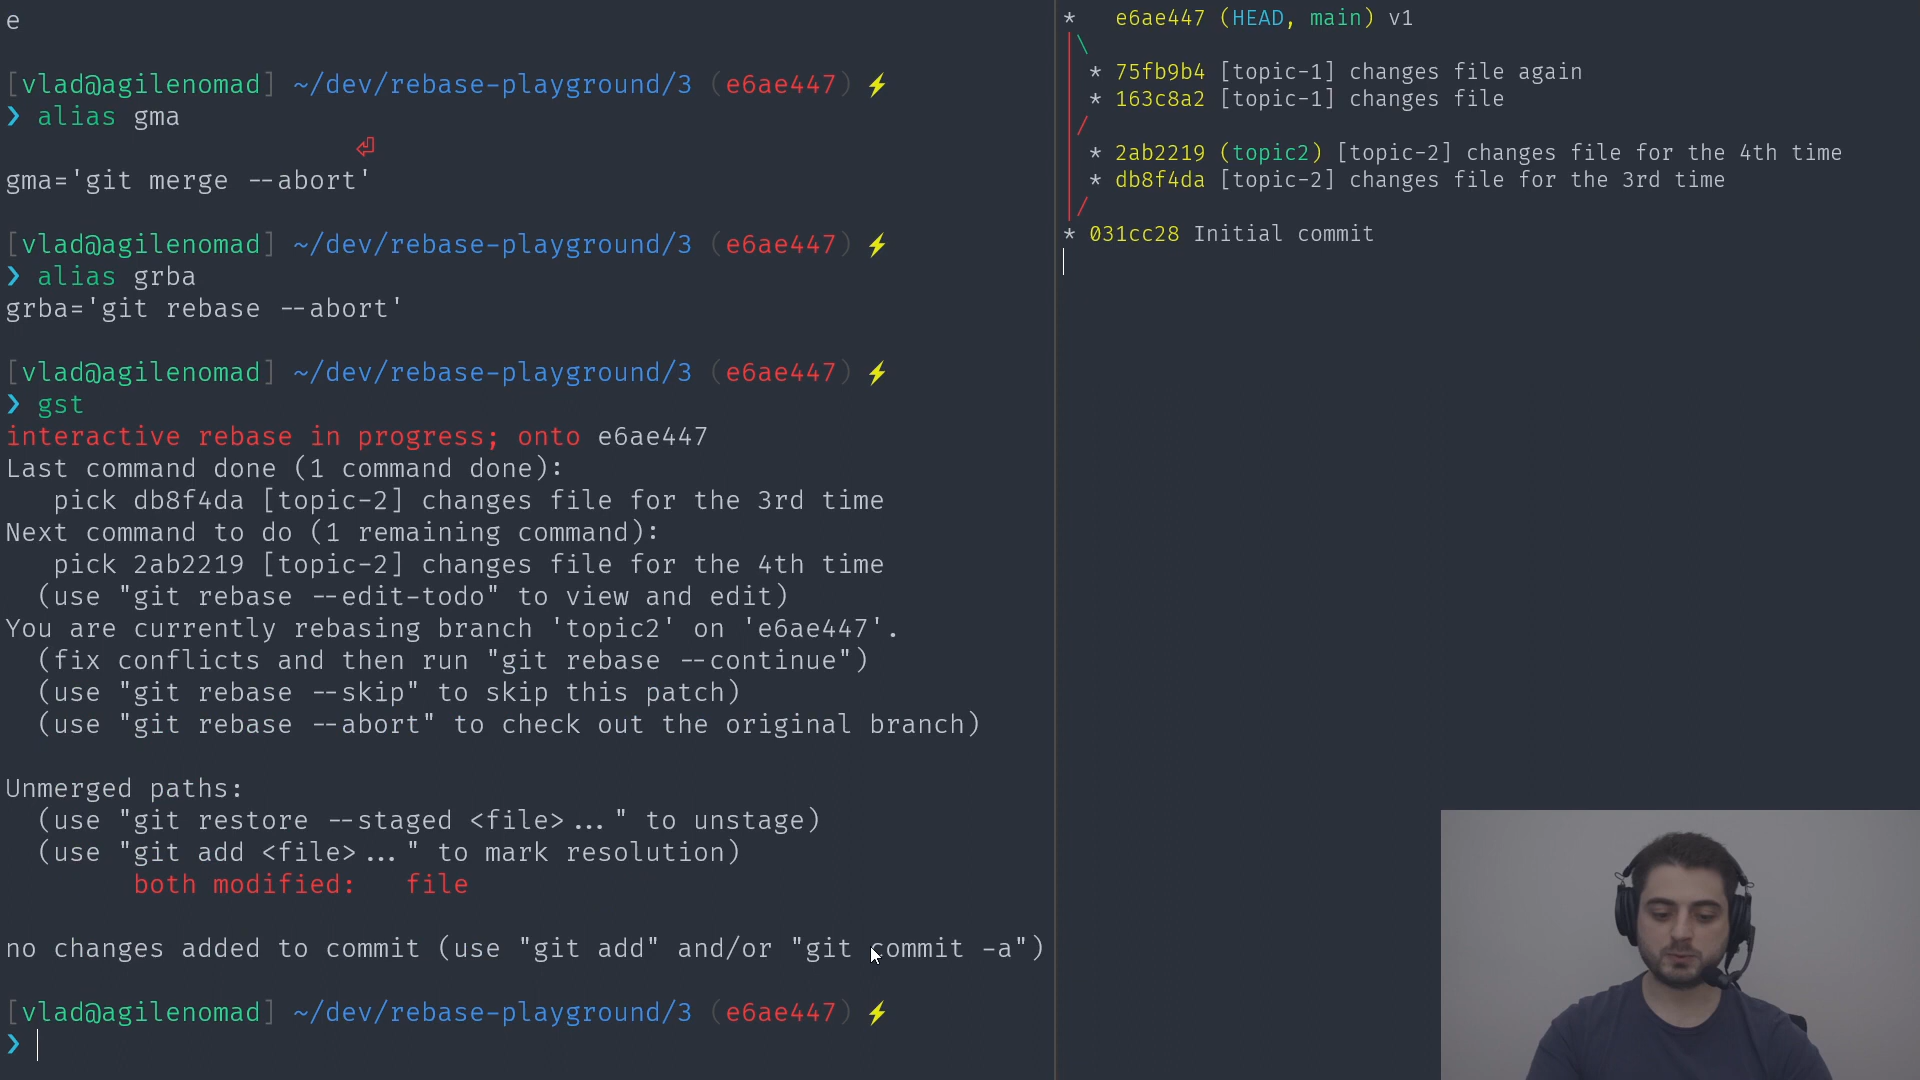 e
[vlad@agilenomad] ~/dev/rebase-playground/3 (e6ae447) ⚡
❯ alias gma
⏎
gma='git merge --abort'
[vlad@agilenomad] ~/dev/rebase-playground/3 (e6ae447) ⚡
❯ alias grba
grba='git rebase --abort'
[vlad@agilenomad] ~/dev/rebase-playground/3 (e6ae447) ⚡
❯ gst
interactive rebase in progress; onto e6ae447
Last command done (1 command done):
   pick db8f4da [topic-2] changes file for the 3rd time
Next command to do (1 remaining command):
   pick 2ab2219 [topic-2] changes file for the 4th time
  (use "git rebase --edit-todo" to view and edit)
You are currently rebasing branch 'topic2' on 'e6ae447'.
  (fix conflicts and then run "git rebase --continue")
  (use "git rebase --skip" to skip this patch)
  (use "git rebase --abort" to check out the original branch)
Unmerged paths:
  (use "git restore --staged <file>..." to unstage)
  (use "git add <file>..." to mark resolution)
        both modified:   file
no changes added to commit (use "git add" and/or "git commit -a")
[vlad@agilenomad] ~/dev/rebase-playground/3 (e6ae447) ⚡
❯
*   e6ae447 (HEAD, main) v1
|\
| * 75fb9b4 [topic-1] changes file again
| * 163c8a2 [topic-1] changes file
|/
| * 2ab2219 (topic2) [topic-2] changes file for the 4th time
| * db8f4da [topic-2] changes file for the 3rd time
|/
* 031cc28 Initial commit